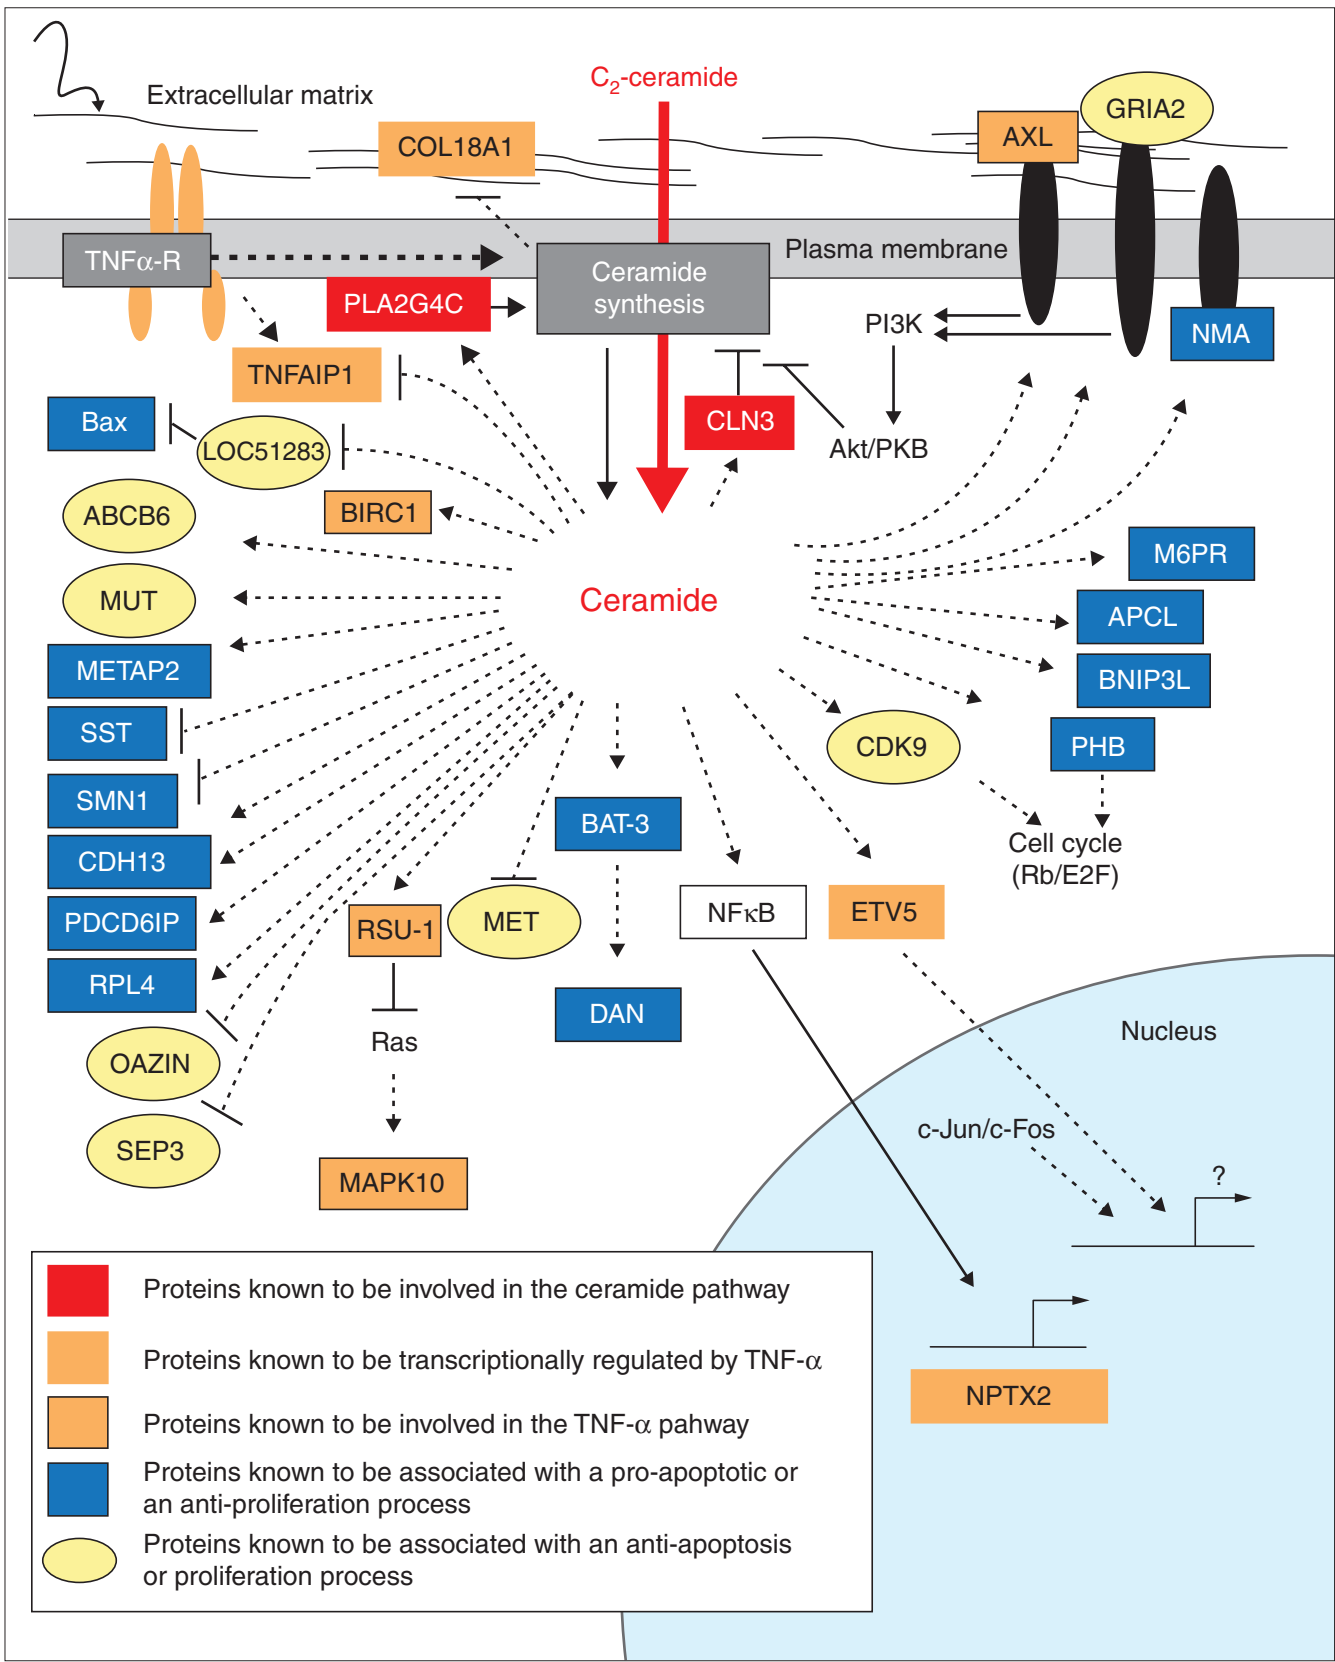 C2-ceramide
Extracellular matrix
GRIA2
AXL
COL18A1
TNFα-R
Plasma membrane
Ceramide
synthesis
PLA2G4C
PI3K
NMA
TNFAIP1
Bax
LOC51283
CLN3
Akt/PKB
ABCB6
BIRC1
M6PR
MUT
Ceramide
APCL
METAP2
BNIP3L
SST
CDK9
PHB
SMN1
BAT-3
Cell cycle
(Rb/E2F)
CDH13
PDCD6IP
RSU-1
MET
NFκB
ETV5
RPL4
DAN
Nucleus
Ras
OAZIN
c-Jun/c-Fos
SEP3
MAPK10
?
NPTX2
Proteins known to be involved in the ceramide pathway
Proteins known to be transcriptionally regulated by TNF-α
Proteins known to be involved in the TNF-α pahway
Proteins known to be associated with a pro-apoptotic or
an anti-proliferation process
Proteins known to be associated with an anti-apoptosis
or proliferation process